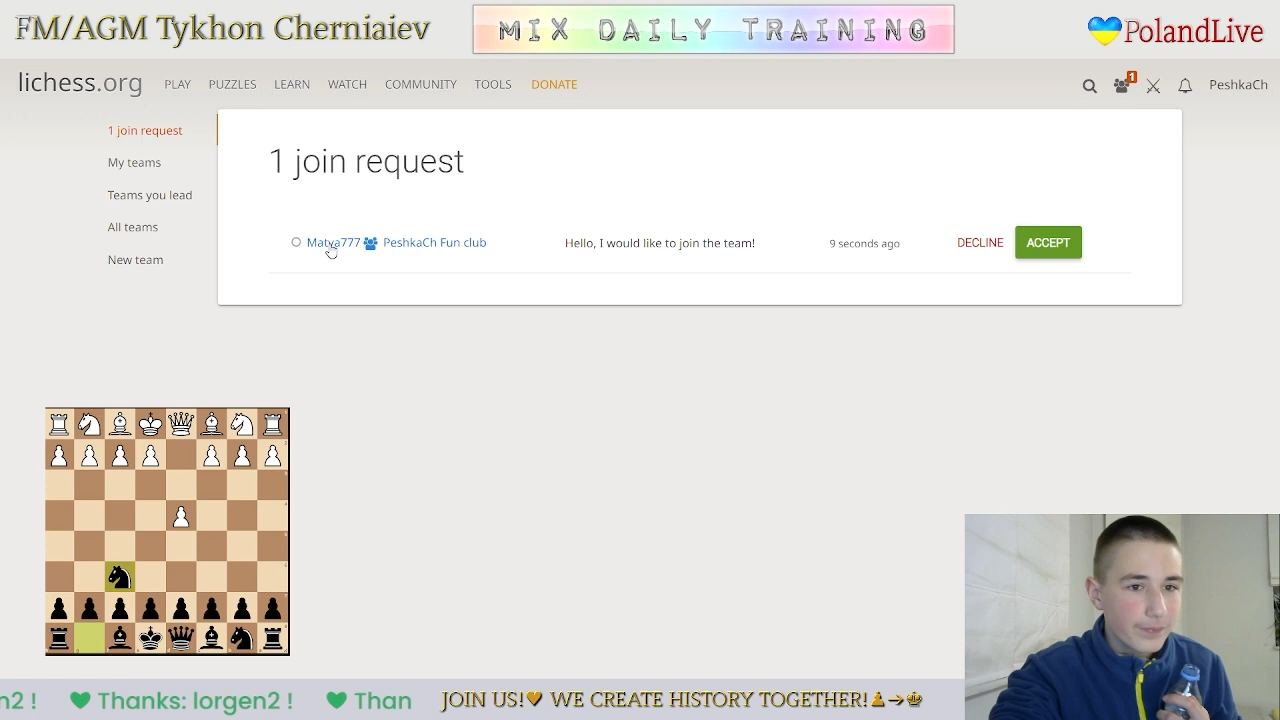 FM/AGM Tykhon Cherniaiev
MIX DAILY TRAINING
PolandLive
lichess.org
PLAY PUZZLES LEARN WATCH COMMUNITY TOOLS DONATE
1
PeshkaCh
1 join request
My teams
Teams you lead
All teams
New team
1 join request
Matva777 PeshkaCh Fun club Hello, I would like to join the team! 9 seconds ago DECLINE ACCEPT
n2 ! Thanks: lorgen2 ! Than
JOIN US! WE CREATE HISTORY TOGETHER!